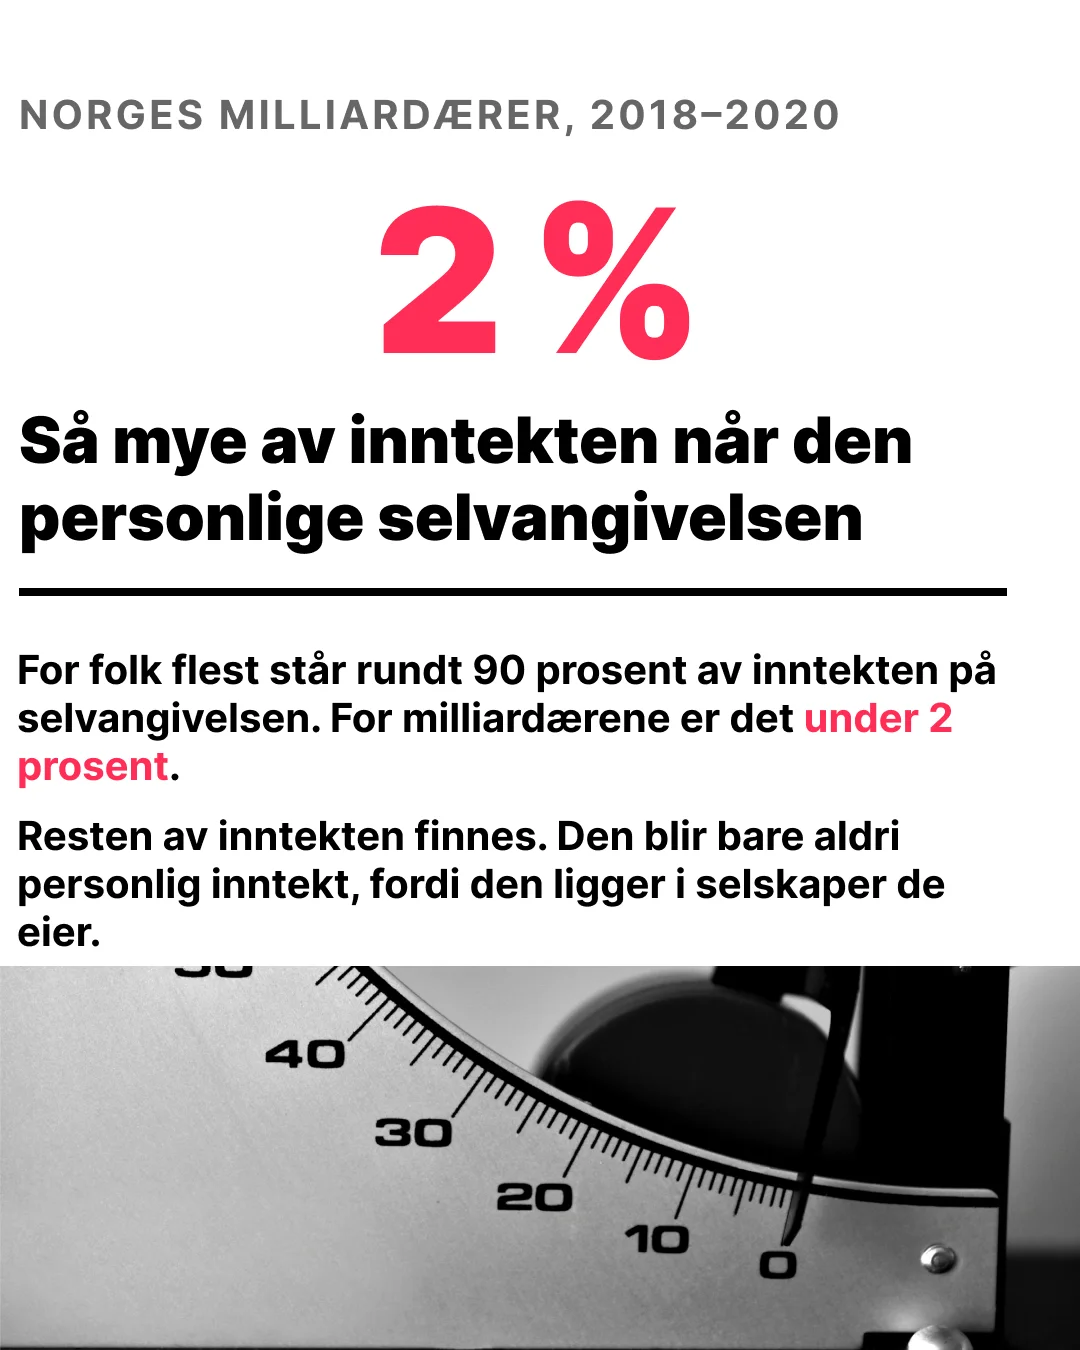 NORGES MILLIARDÆRER, 2018–2020
2 %
Så mye av inntekten når den
personlige selvangivelsen
For folk flest står rundt 90 prosent av inntekten på
selvangivelsen. For milliardærene er det under 2
prosent.
Resten av inntekten finnes. Den blir bare aldri
personlig inntekt, fordi den ligger i selskaper de
eier.
40
30
20
10
0